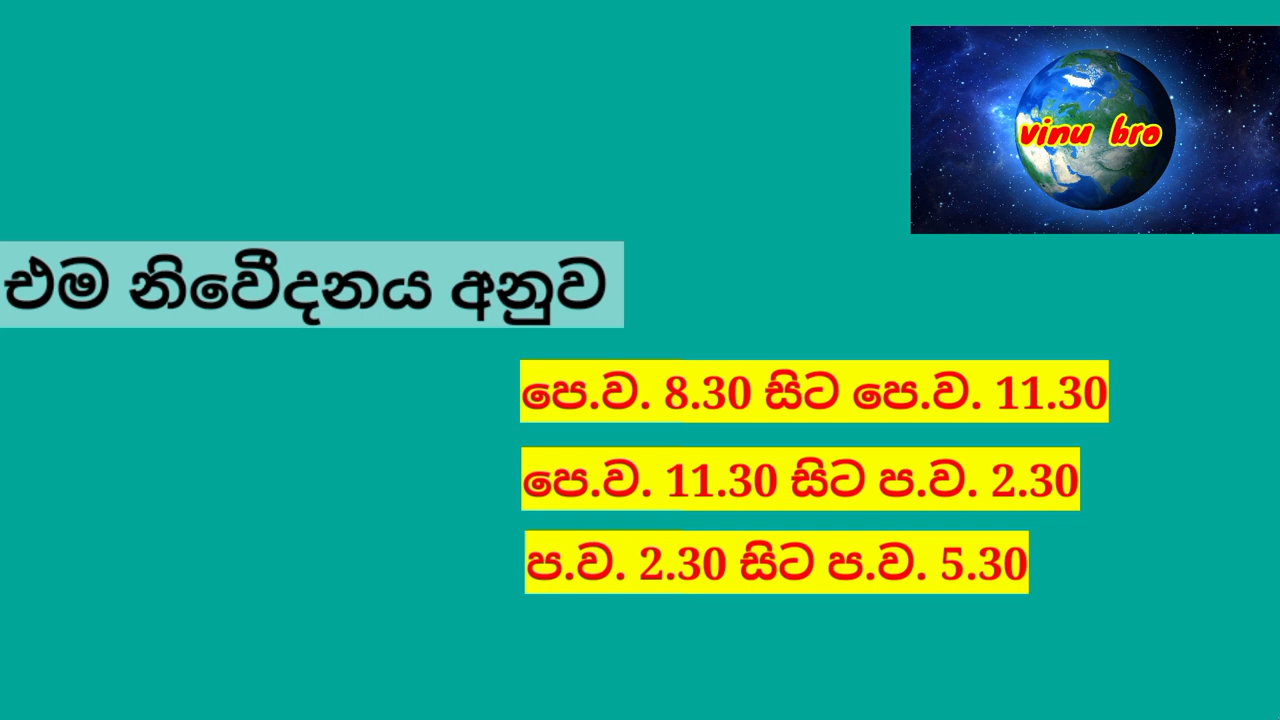 vinu bro
එම නිවේදනය අනුව
පෙ.ව. 8.30 සිට පෙ.ව. 11.30
පෙ.ව. 11.30 සිට ප.ව. 2.30
ප.ව. 2.30 සිට ප.ව. 5.30